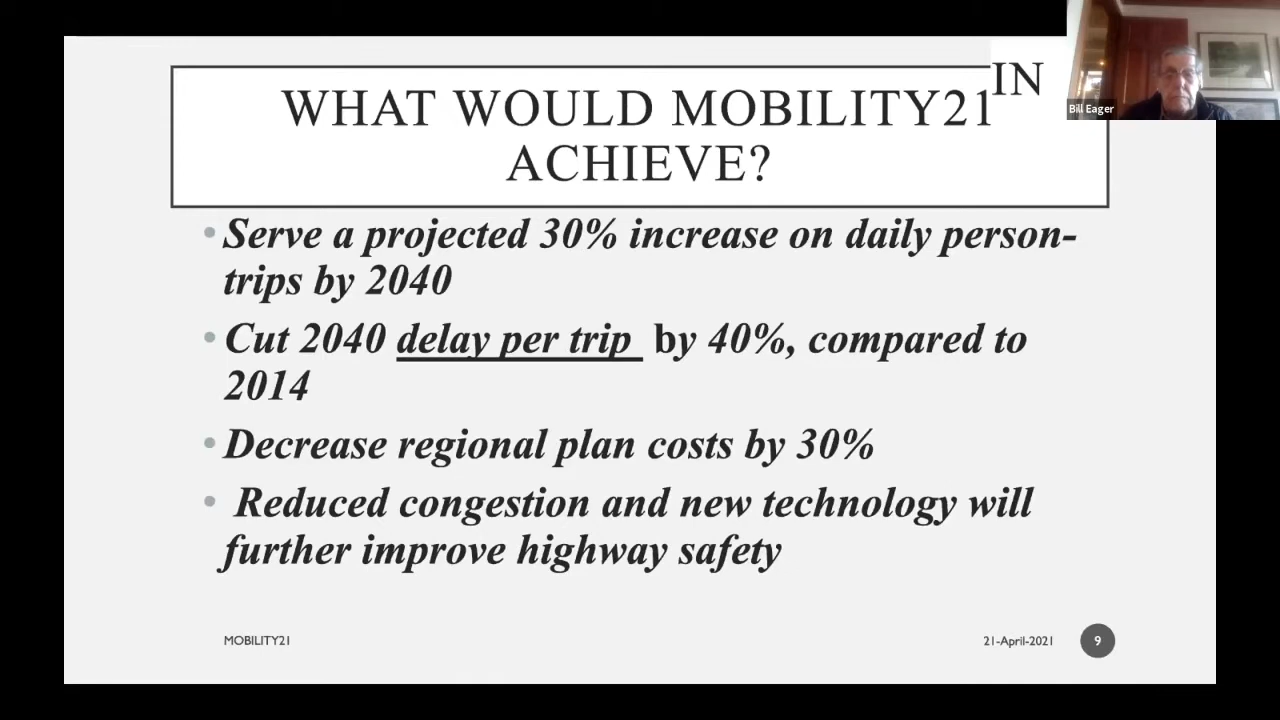 IN
WHAT WOULD MOBILITY21
ACHIEVE?
Bill Eager
• Serve a projected 30% increase on daily person-
trips by 2040
• Cut 2040 delay per trip by 40%, compared to
2014
• Decrease regional plan costs by 30%
• Reduced congestion and new technology will
further improve highway safety
MOBILITY21
21-April-2021
9